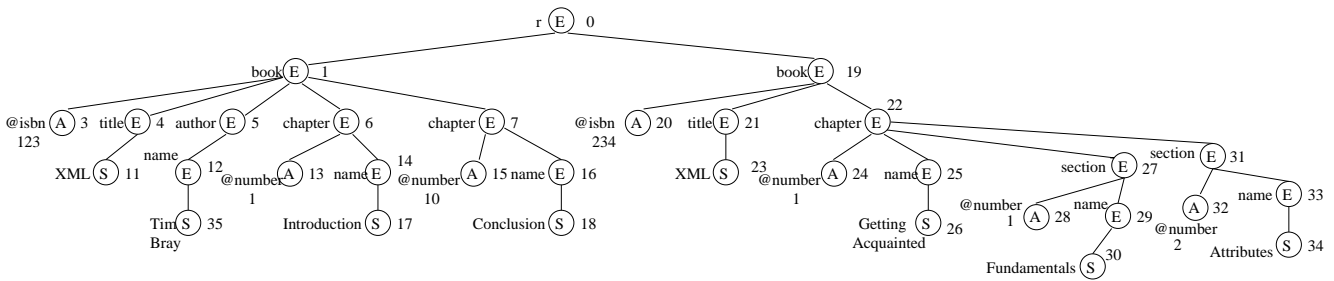 r E 0
book E 1
book E 19
@isbn A 3 title E 4 author E 5 chapter E 6 chapter E 7 @isbn A 20 title E 21 chapter E 22
123
234
XML S 11
name
E 12
@number A 13
1
name E 14
@number A 15
10
name E 16
XML S 23
@number A 24
1
name E 25
section E 27
section E 31
Tim S 35
Bray
Introduction S 17
Conclusion S 18
Getting S 26
Acquainted
@number A 28
1
name
E 29
A 32
@number
2
name E 33
Fundamentals S 30
Attributes S 34